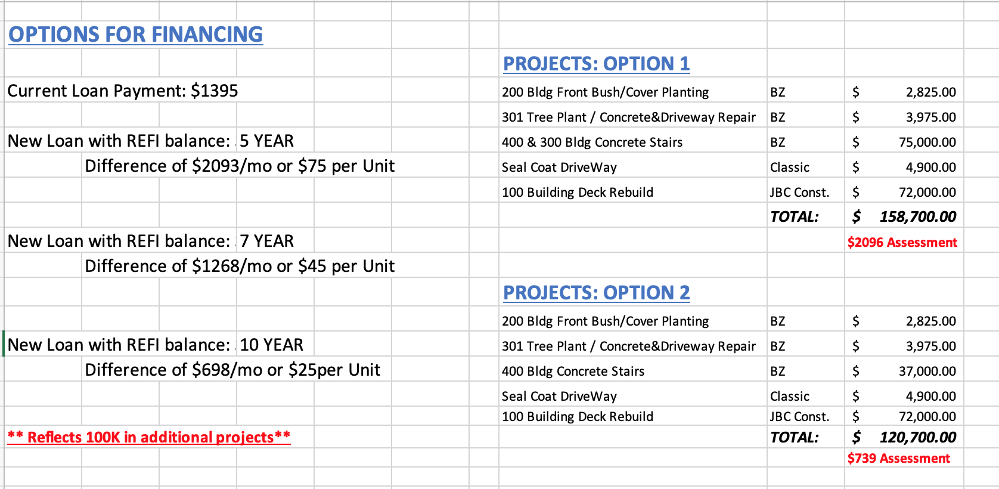 OPTIONS FOR FINANCING
Current Loan Payment: $1395
New Loan with REFI balance: 5 YEAR
Difference of $2093/mo or $75 per Unit
New Loan with REFI balance: 7 YEAR
Difference of $1268/mo or $45 per Unit
New Loan with REFI balance: 10 YEAR
Difference of $698/mo or $25per Unit
** Reflects 100K in additional projects**
PROJECTS: OPTION 1
200 Bldg Front Bush/Cover Planting BZ $ 2,825.00
301 Tree Plant / Concrete&Driveway Repair BZ $ 3,975.00
400 & 300 Bldg Concrete Stairs BZ $ 75,000.00
Seal Coat DriveWay Classic $ 4,900.00
100 Building Deck Rebuild JBC Const. $ 72,000.00
TOTAL: $ 158,700.00
$2096 Assessment
PROJECTS: OPTION 2
200 Bldg Front Bush/Cover Planting BZ $ 2,825.00
301 Tree Plant / Concrete&Driveway Repair BZ $ 3,975.00
400 Bldg Concrete Stairs BZ $ 37,000.00
Seal Coat DriveWay Classic $ 4,900.00
100 Building Deck Rebuild JBC Const. $ 72,000.00
TOTAL: $ 120,700.00
$739 Assessment